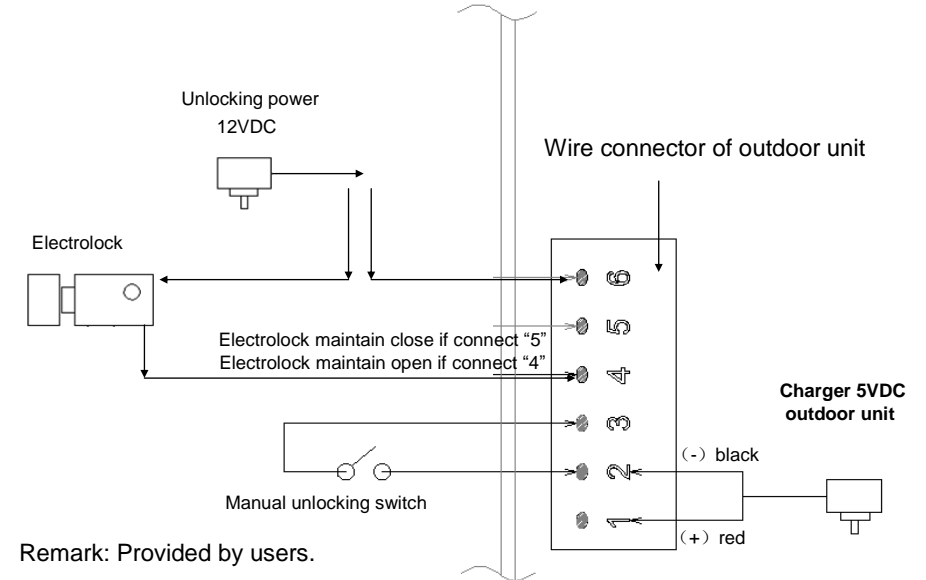 Unlocking power
12VDC
Wire connector of outdoor unit
Electrolock
6
5
Electrolock maintain close if connect “5”
Electrolock maintain open if connect “4”
4
Charger 5VDC
outdoor unit
3
(-) black
2
Manual unlocking switch
1
(+) red
Remark: Provided by users.